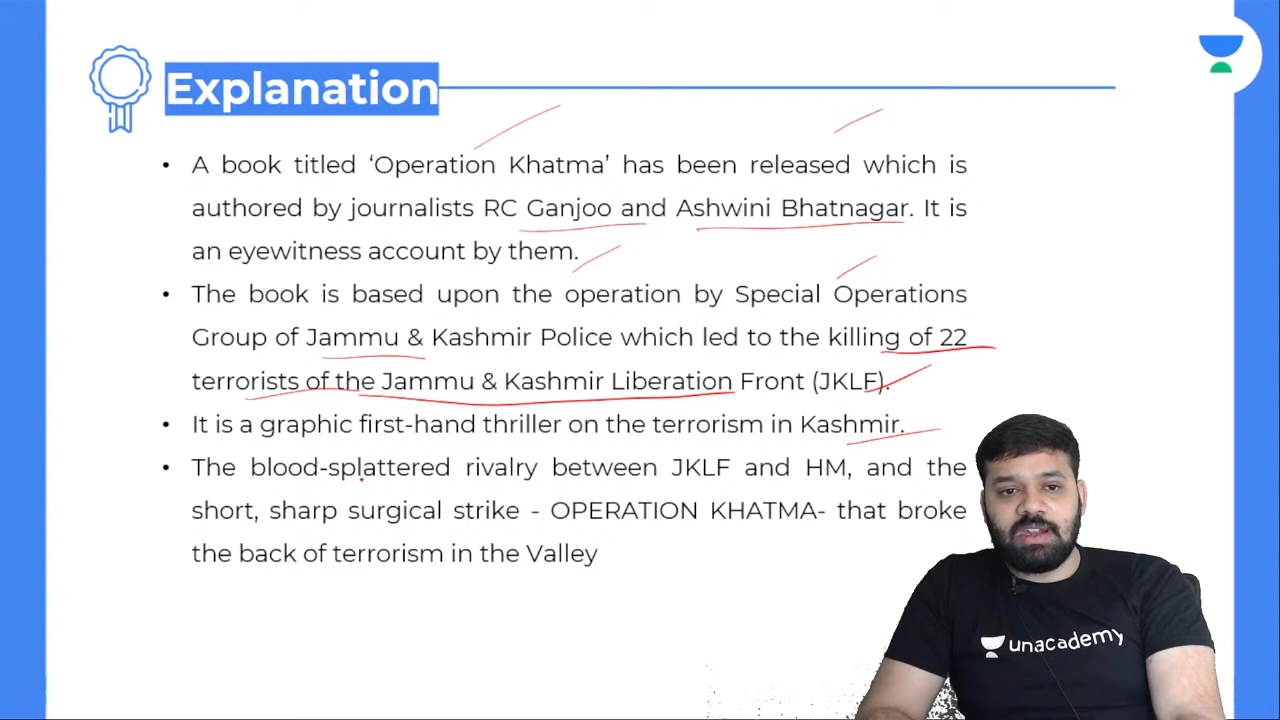 Explanation
• A book titled ‘Operation Khatma’ has been released which is
authored by journalists RC Ganjoo and Ashwini Bhatnagar. It is
an eyewitness account by them.
• The book is based upon the operation by Special Operations
Group of Jammu & Kashmir Police which led to the killing of 22
terrorists of the Jammu & Kashmir Liberation Front (JKLF).
• It is a graphic first-hand thriller on the terrorism in Kashmir.
• The blood-splattered rivalry between JKLF and HM, and the
short, sharp surgical strike - OPERATION KHATMA- that broke
the back of terrorism in the Valley
unacademy